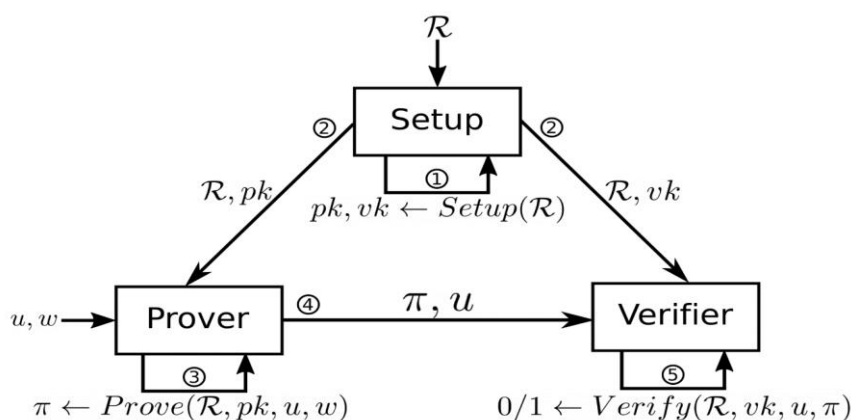 ℛ
② Setup ②
①
ℛ, pk
pk, vk ← Setup(ℛ)
ℛ, vk
④ π, u
u, w Prover
Verifier
③
⑤
π ← Prove(ℛ, pk, u, w)
0/1 ← Verify(ℛ, vk, u, π)